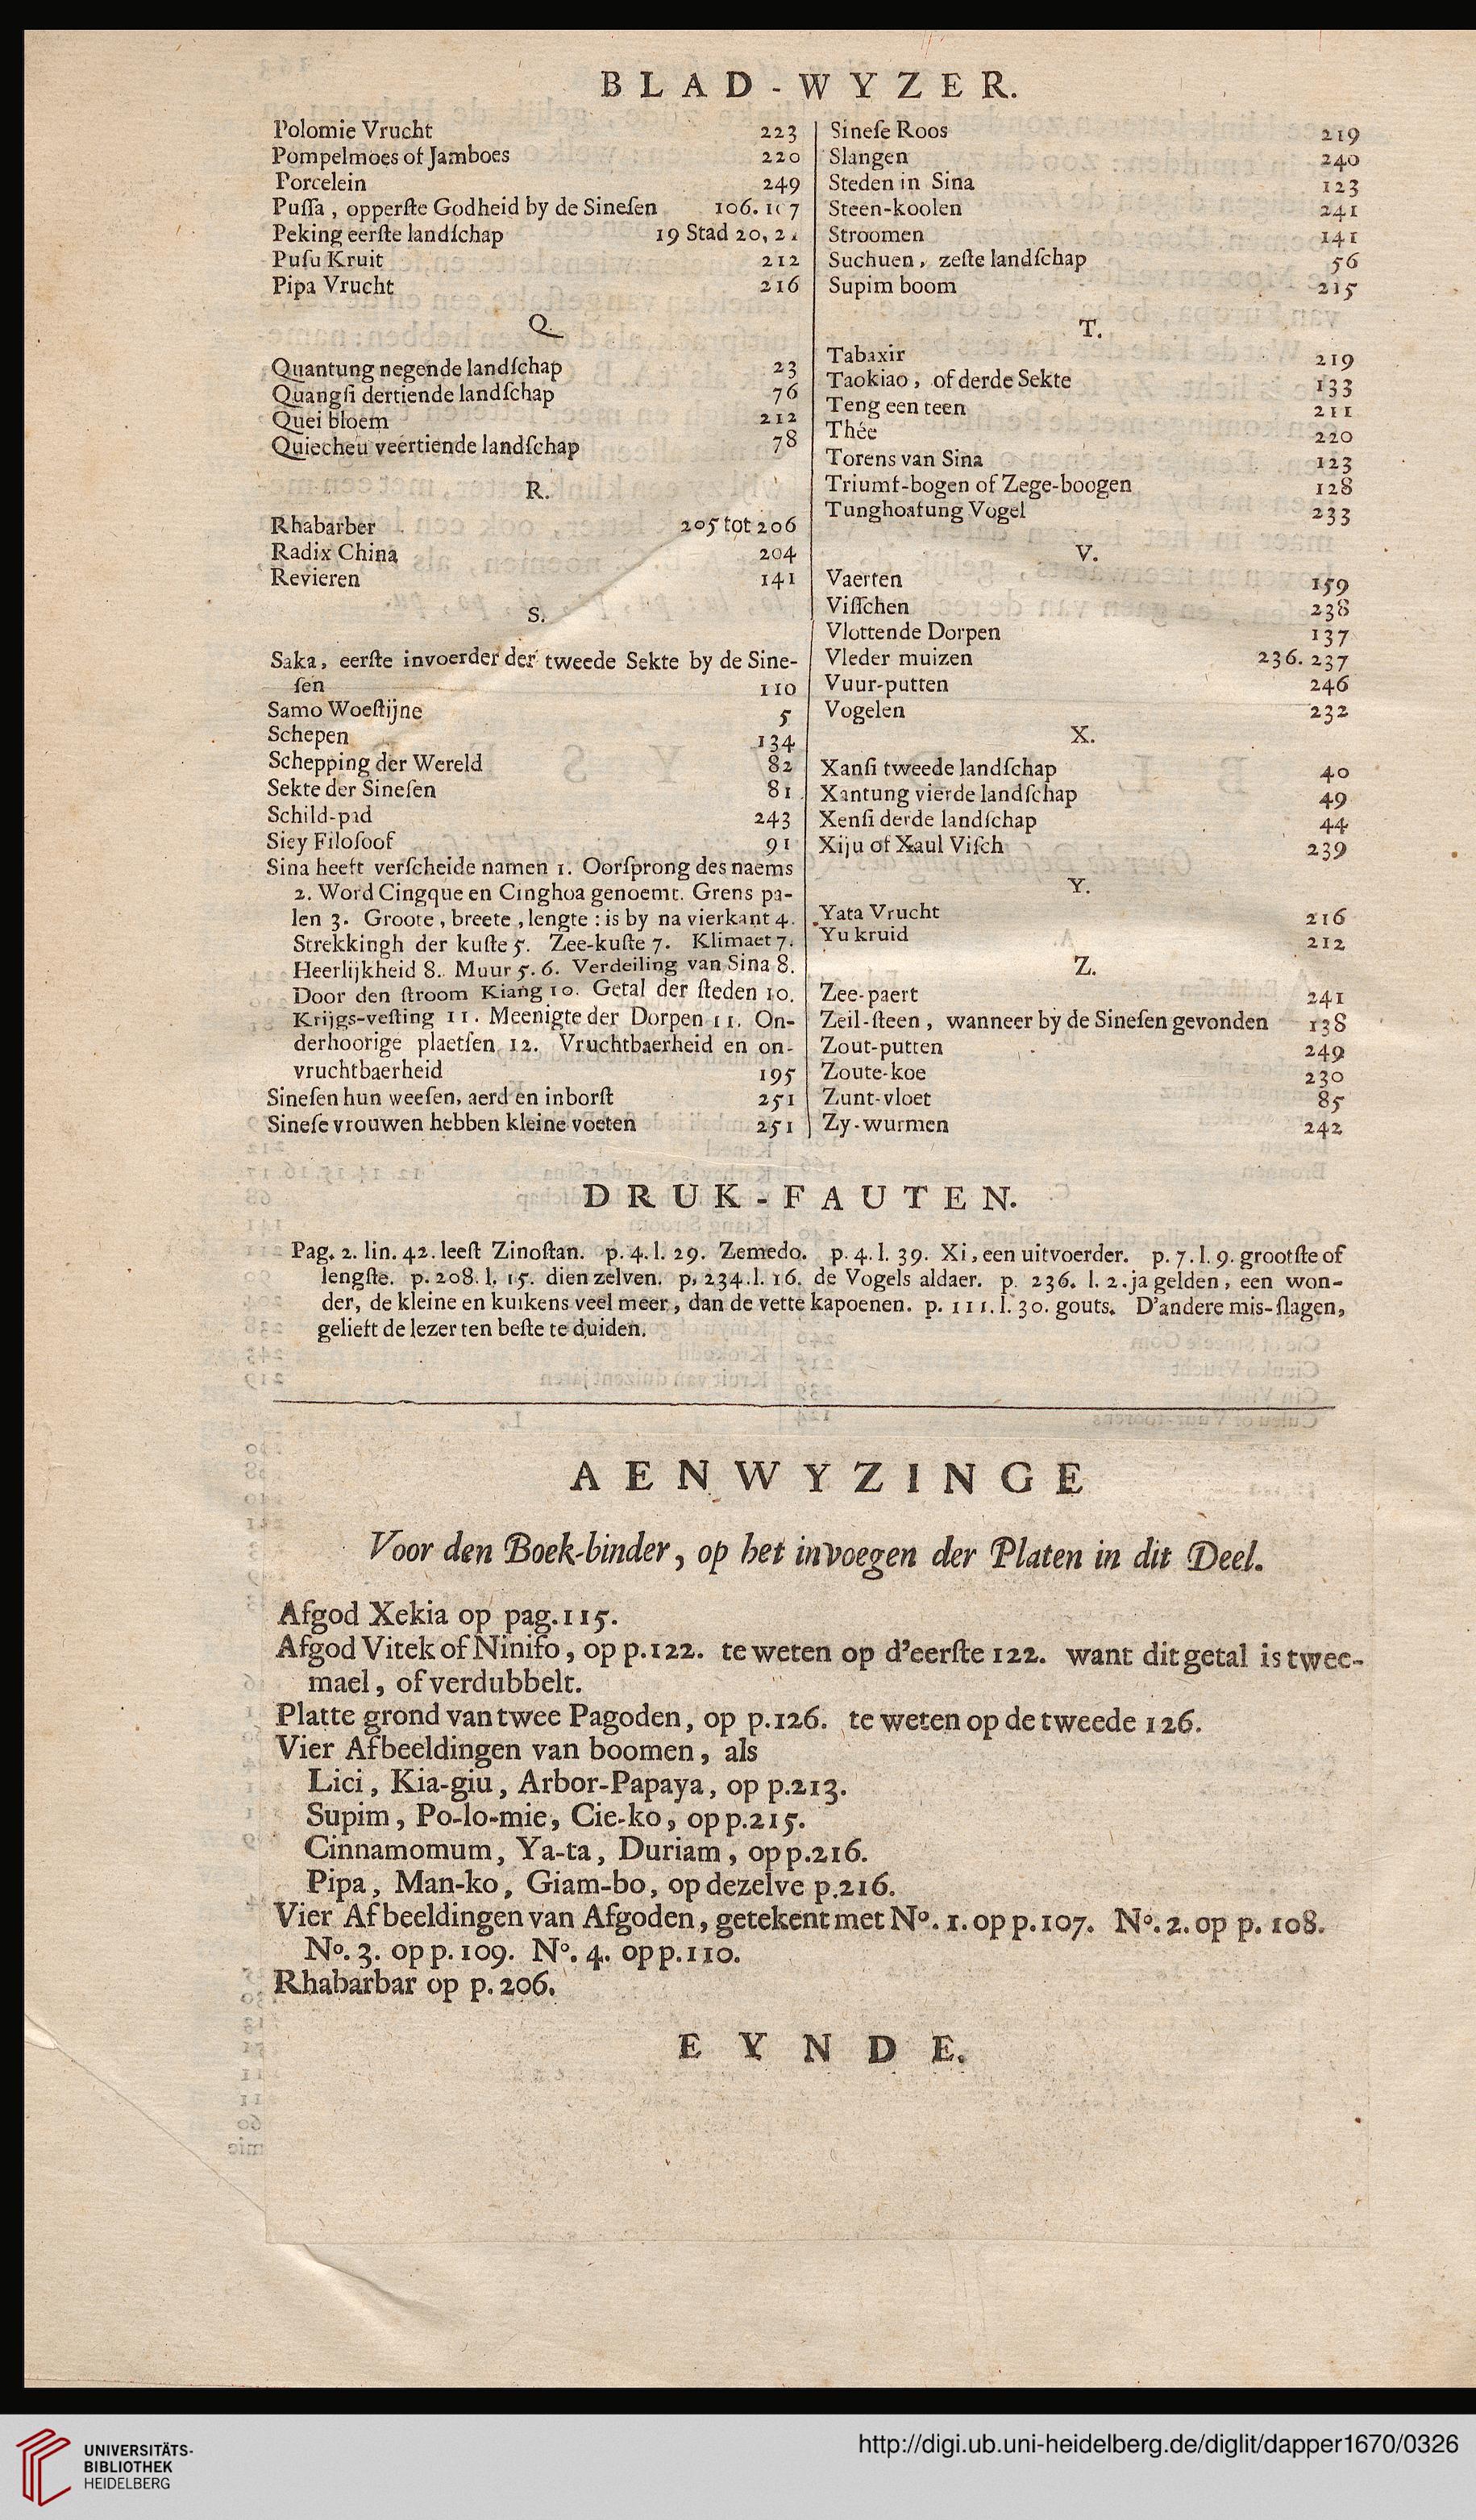 BLAD-WYZER.
Polomie Vrucht 223
Pompelmoes of Jamboes 220
Porcelein 249
Puſſa, opperſte Godheid by de Sineſen 106. 107
Peking eerſte landſchap 19 Stad 20, 21
Puſu Kruit 212
Pipa Vrucht 216
Q.
Quantung negende landſchap 23
Quangſi dertiende landſchap 76
Quei bloem 212
Quiecheu veertiende landſchap 78
R.
Rhabarber 205 tot 206
Radix China 204
Revieren 141
S.
Saka, eerſte invoerder der tweede Sekte by de Sine-
ſen 110
Samo Woeſtijne 5
Schepen 134
Schepping der Wereld 82
Sekte der Sineſen 81
Schild-pad 243
Siey Filoſoof 91
Sina heeft verſcheide namen 1. Oorſprong des naems
2. Word Cingque en Cinghoa genoemt. Grens pa-
len 3. Groote, breete, lengte: is by na vierkant 4.
Strekkingh der kuſte 5. Zee-kuſte 7. Klimaet 7.
Heerlijkheid 8. Muur 5. 6. Verdeiling van Sina 8.
Door den ſtroom Kiang 10. Getal der ſteden 10.
Krijgs-veſting 11. Meenigte der Dorpen 11. On-
derhoorige plaetſen 12. Vruchtbaerheid en on-
vruchtbaerheid 195
Sineſen hun weeſen, aerd en inborſt 251
Sineſe vrouwen hebben kleine voeten 251
Sineſe Roos 219
Slangen 240
Steden in Sina 123
Steen-koolen 241
Stroomen 141
Suchuen, zeſte landſchap 56
Supim boom 215
T.
Tabaxir 219
Taokiao, of derde Sekte 133
Teng een teen 211
Thée 220
Torens van Sina 123
Triumf-bogen of Zege-boogen 128
Tunghoafung Vogel 233
V.
Vaerten 159
Viſſchen 238
Vlottende Dorpen 137
Vleder muizen 236. 237
Vuur-putten 246
Vogelen 232
X.
Xanſi tweede landſchap 40
Xantung vierde landſchap 49
Xenſi derde landſchap 44
Xiju of Xaul Viſch 239
Y.
Yata Vrucht 216
Yu kruid 212
Z.
Zee-paert 241
Zeil-ſteen, wanneer by de Sineſen gevonden 138
Zout-putten 249
Zoute-koe 230
Zunt-vloet 85
Zy-wurmen 242
DRUK-FAUTEN.
Pag. 2. lin. 42. leeſt Zinoſtan. p. 4. l. 29. Zemedo. p. 4. l. 39. Xi, een uitvoerder. p. 7. l. 9. grootſte of
lengſte. p. 208. l. 15. dien zelven. p. 234. l. 16. de Vogels aldaer. p. 236. l. 2. ja gelden, een won-
der, de kleine en kuikens veel meer, dan de vette kapoenen. p. 111. l. 30. gouts. D'andere mis-ſlagen,
gelieft de lezer ten beſte te duiden.
AENWYZINGE
Voor den Boek-binder, op het invoegen der Platen in dit Deel.
Afgod Xekia op pag. 115.
Afgod Vitek of Ninifo, op p. 122. te weten op d'eerſte 122. want dit getal is twee-
mael, of verdubbelt.
Platte grond van twee Pagoden, op p. 126. te weten op de tweede 126.
Vier Afbeeldingen van boomen, als
Lici, Kia-giu, Arbor-Papaya, op p. 213.
Supim, Po-lo-mie, Cie-ko, op p. 215.
Cinnamomum, Ya-ta, Duriam, op p. 216.
Pipa, Man-ko, Giam-bo, op dezelve p. 216.
Vier Afbeeldingen van Afgoden, getekent met Nº. 1. op p. 107. Nº. 2. op p. 108.
Nº. 3. op p. 109. Nº. 4. op p. 110.
Rhabarbar op p. 206.
EYNDE.
UNIVERSITÄTS-
BIBLIOTHEK
HEIDELBERG
http://digi.ub.uni-heidelberg.de/diglit/dapper1670/0326